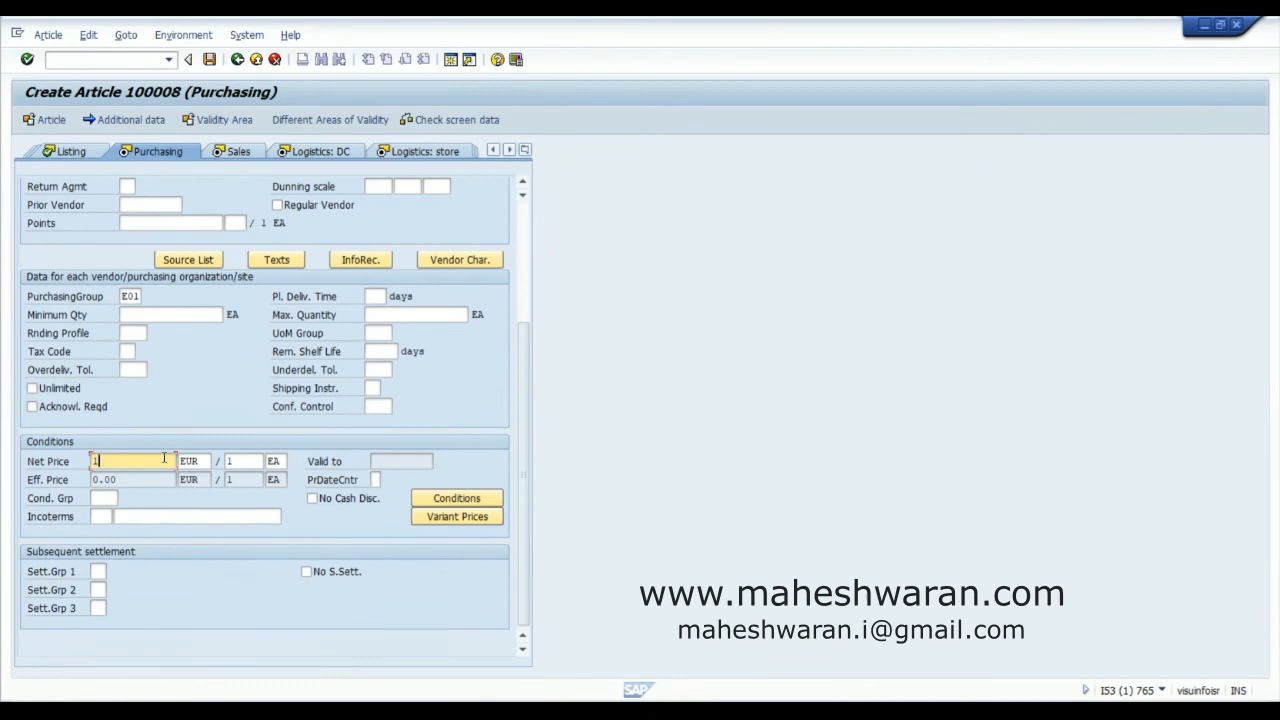 Article Edit Goto Environment System Help
Create Article 100008 (Purchasing)
Article Additional data Validity Area Different Areas of Validity Check screen data
Listing Purchasing Sales Logistics: DC Logistics: store
Return Agmt Dunning scale
Prior Vendor Regular Vendor
Points / 1 EA
Source List Texts InfoRec. Vendor Char.
Data for each vendor/purchasing organization/site
PurchasingGroup E01 Pl. Deliv. Time days
Minimum Qty EA Max. Quantity EA
Rnding Profile UoM Group
Tax Code Rem. Shelf Life days
Overdeliv. Tol. Underdel. Tol.
Unlimited Shipping Instr.
Acknowl. Reqd Conf. Control
Conditions
Net Price 1 EUR / 1 EA Valid to
Eff. Price 0.00 EUR / 1 EA PrDateCntr
Cond. Grp No Cash Disc. Conditions
Incoterms Variant Prices
Subsequent settlement
Sett.Grp 1 No S.Sett.
Sett.Grp 2
Sett.Grp 3
www.maheshwaran.com
maheshwaran.i@gmail.com
SAP I53 (1) 765 visuinfoisr INS